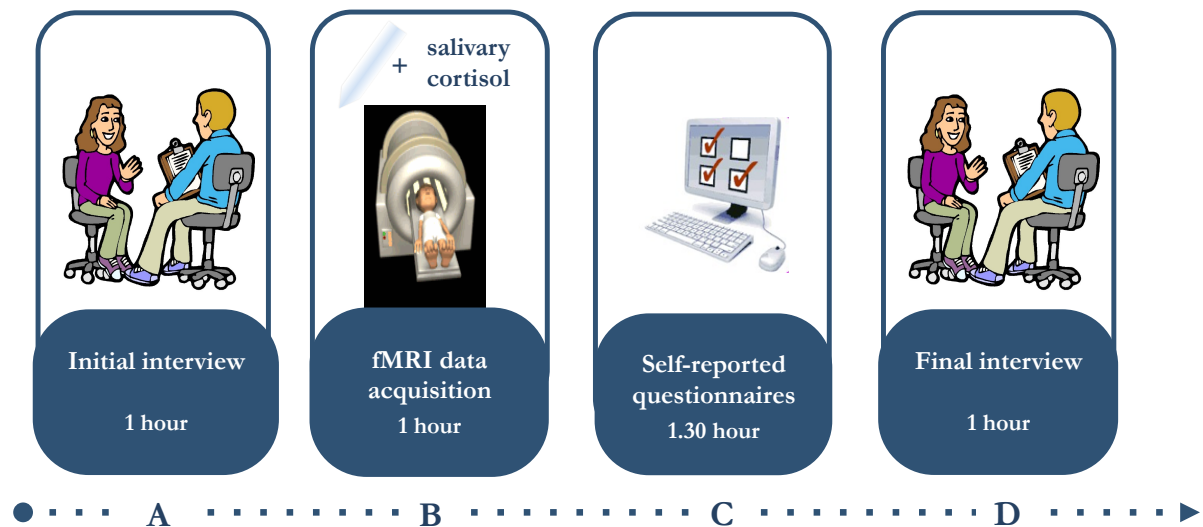 + salivary
cortisol
Initial interview
1 hour
fMRI data
acquisition
1 hour
Self-reported
questionnaires
1.30 hour
Final interview
1 hour
A
B
C
D